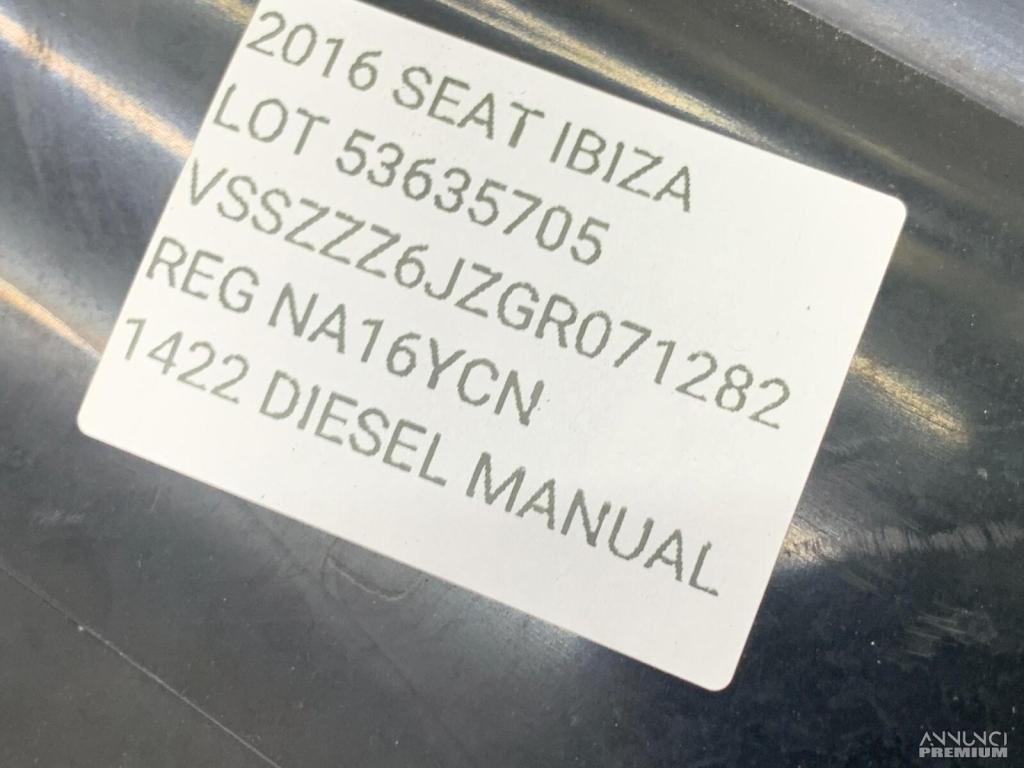 2016 SEAT IBIZA
LOT 53635705
VSSZZZ6JZGR071282
REG NA16YCN
1422 DIESEL MANUAL
ANNUNCI
PREMIUM